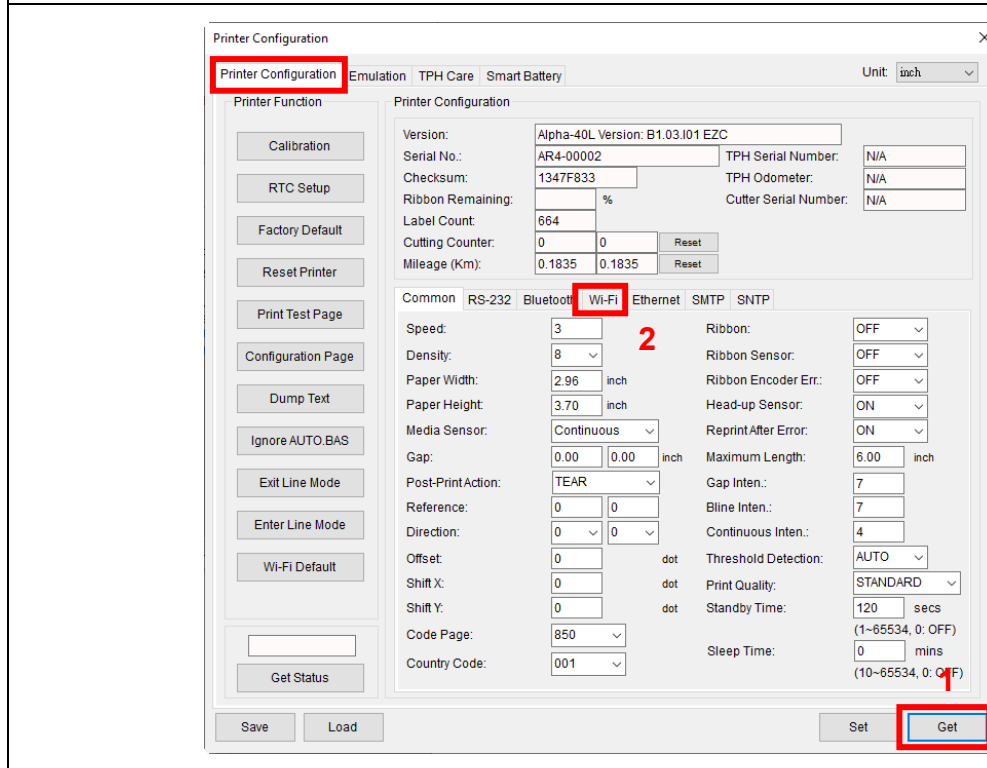 Printer Configuration
Printer Configuration Emulation TPH Care Smart Battery Unit: inch
Printer Function
Calibration
RTC Setup
Factory Default
Reset Printer
Print Test Page
Configuration Page
Dump Text
Ignore AUTO.BAS
Exit Line Mode
Enter Line Mode
Wi-Fi Default
Get Status
Printer Configuration
Version: Alpha-40L Version: B1.03.I01 EZC
Serial No.: AR4-00002 TPH Serial Number: N/A
Checksum: 1347F833 TPH Odometer: N/A
Ribbon Remaining: % Cutter Serial Number: N/A
Label Count: 664
Cutting Counter: 0 0 Reset
Mileage (Km): 0.1835 0.1835 Reset
Common RS-232 Bluetooth Wi-Fi Ethernet SMTP SNTP
2
Speed: 3 Ribbon: OFF
Density: 8 Ribbon Sensor: OFF
Paper Width: 2.96 inch Ribbon Encoder Err.: OFF
Paper Height: 3.70 inch Head-up Sensor: ON
Media Sensor: Continuous Reprint After Error: ON
Gap: 0.00 0.00 inch Maximum Length: 6.00 inch
Post-Print Action: TEAR Gap Inten.: 7
Reference: 0 0 Bline Inten.: 7
Direction: 0 0 Continuous Inten.: 4
Offset: 0 dot Threshold Detection: AUTO
Shift X: 0 dot Print Quality: STANDARD
Shift Y: 0 dot Standby Time: 120 secs
(1~65534, 0: OFF)
Code Page: 850
Sleep Time: 0 mins
Country Code: 001
(10~65534, 0: OFF)
1
Save Load Set Get